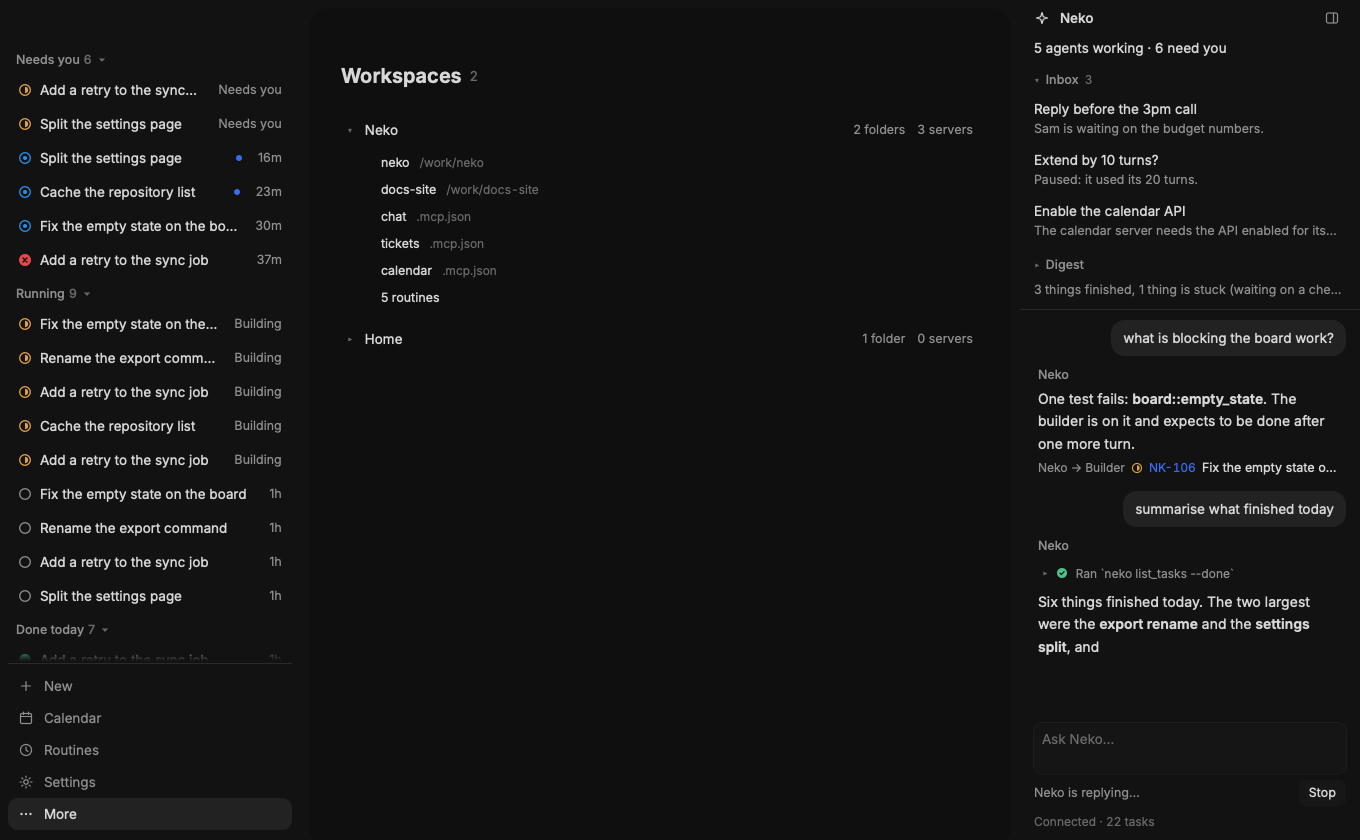 Needs you 6
Add a retry to the sync... Needs you
Split the settings page Needs you
Split the settings page 16m
Cache the repository list 23m
Fix the empty state on the bo... 30m
Add a retry to the sync job 37m
Running 9
Fix the empty state on the... Building
Rename the export comm... Building
Add a retry to the sync job Building
Cache the repository list Building
Add a retry to the sync job Building
Fix the empty state on the board 1h
Rename the export command 1h
Add a retry to the sync job 1h
Split the settings page 1h
Done today 7
Add a retry to the sync job 1h
New
Calendar
Routines
Settings
More
Workspaces 2
Neko 2 folders 3 servers
neko /work/neko
docs-site /work/docs-site
chat .mcp.json
tickets .mcp.json
calendar .mcp.json
5 routines
Home 1 folder 0 servers
Neko
5 agents working · 6 need you
Inbox 3
Reply before the 3pm call
Sam is waiting on the budget numbers.
Extend by 10 turns?
Paused: it used its 20 turns.
Enable the calendar API
The calendar server needs the API enabled for its...
Digest
3 things finished, 1 thing is stuck (waiting on a che...
what is blocking the board work?
Neko
One test fails: board::empty_state. The
builder is on it and expects to be done after
one more turn.
Neko → Builder NK-106 Fix the empty state o...
summarise what finished today
Neko
Ran `neko list_tasks --done`
Six things finished today. The two largest
were the export rename and the settings
split, and
Ask Neko...
Neko is replying... Stop
Connected · 22 tasks